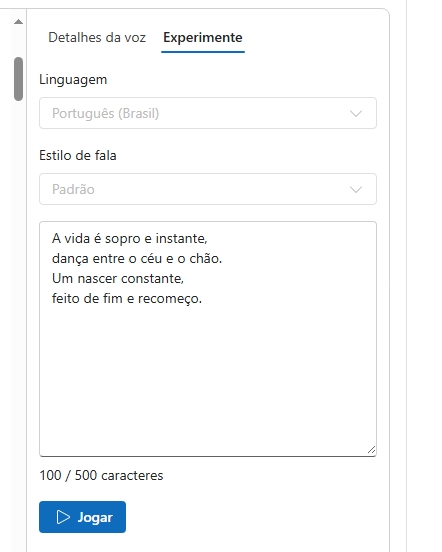 Detalhes da voz Experimente
Linguagem
Português (Brasil)
Estilo de fala
Padrão
A vida é sopro e instante,
dança entre o céu e o chão.
Um nascer constante,
feito de fim e recomeço.
100 / 500 caracteres
Jogar